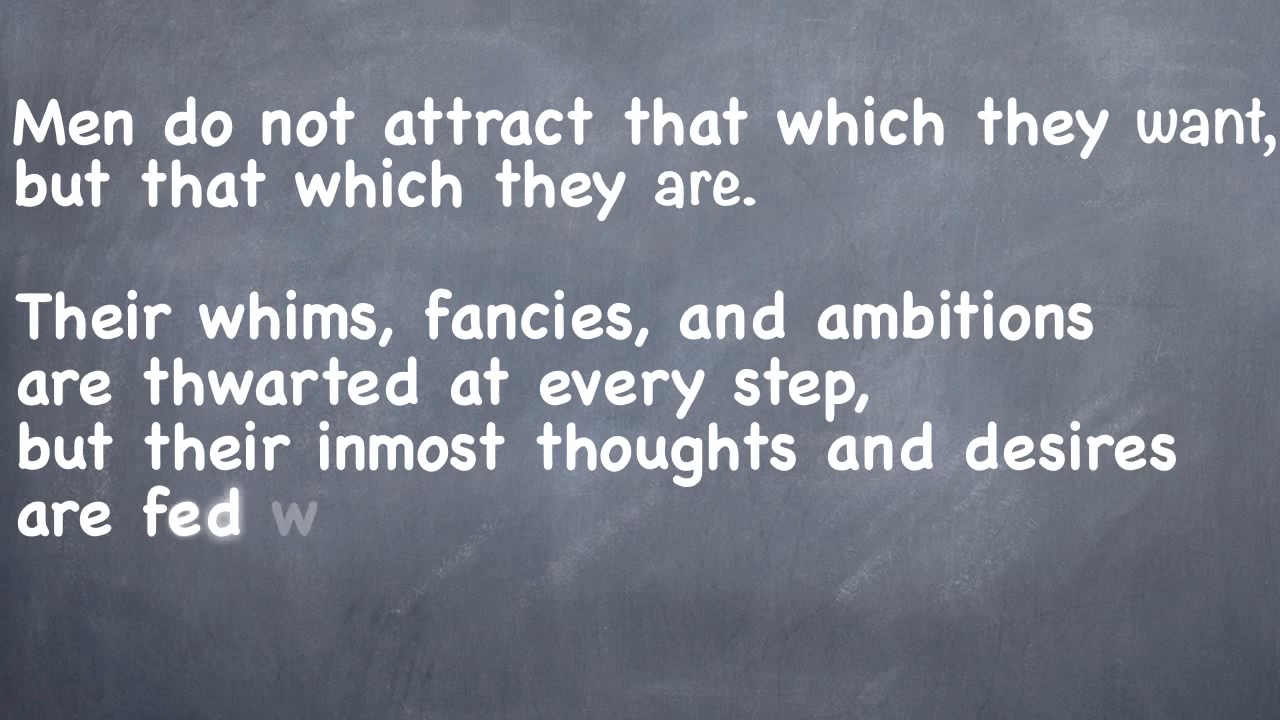 Men do not attract that which they want,
but that which they are.
Their whims, fancies, and ambitions
are thwarted at every step,
but their inmost thoughts and desires
are fed w